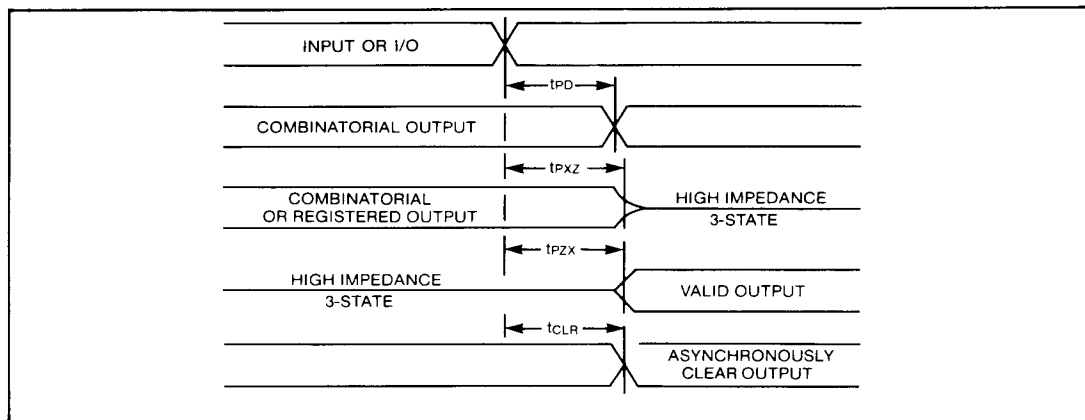 INPUT OR I/O
tPD
COMBINATORIAL OUTPUT
tPXZ
COMBINATORIAL
OR REGISTERED OUTPUT
HIGH IMPEDANCE
3-STATE
tPZX
HIGH IMPEDANCE
3-STATE
VALID OUTPUT
tCLR
ASYNCHRONOUSLY
CLEAR OUTPUT